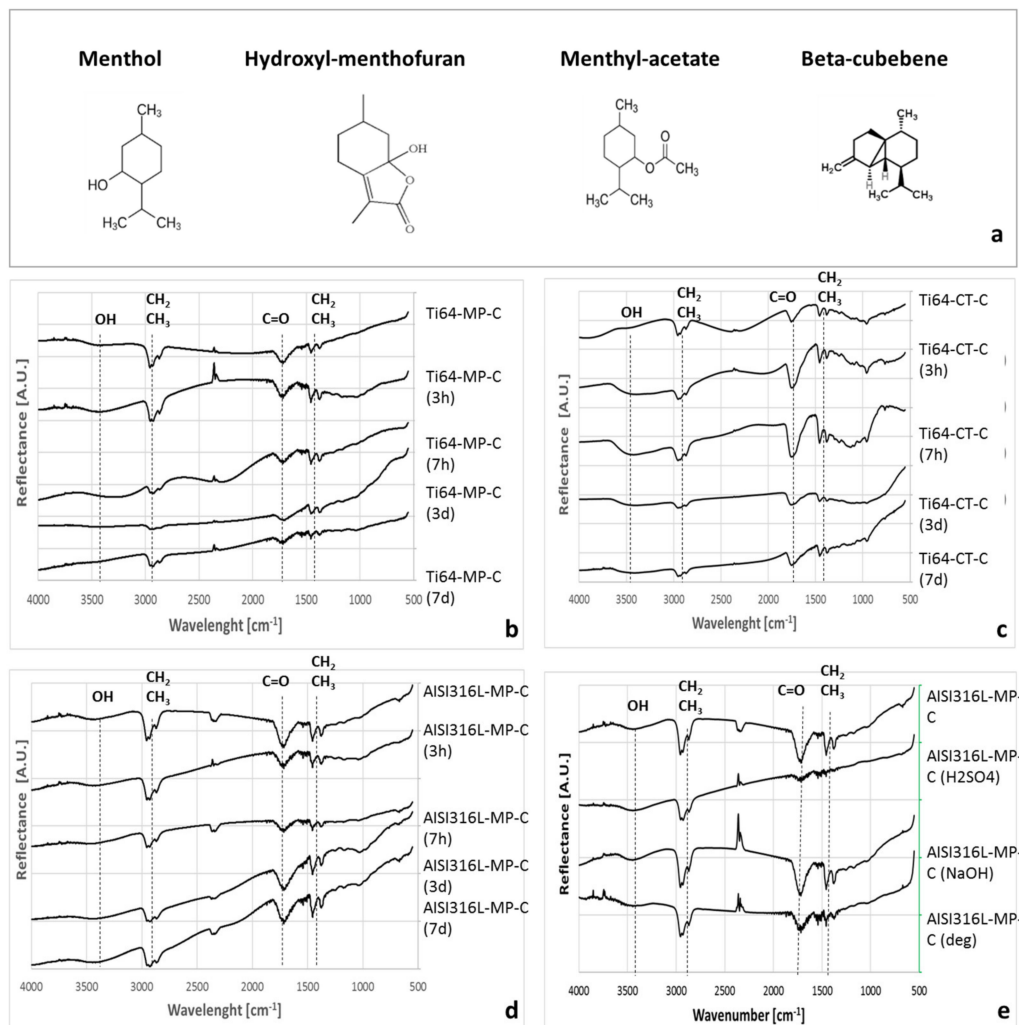 Menthol
Hydroxyl-menthofuran
Menthyl-acetate
Beta-cubebene
CH₃
HO
H₃C
CH₃
OH
O
O
CH₃
O
O
CH₃
H₃C
CH₃
CH₃
H₂C
H
H
H₃C
CH₃
a
OH
CH₂
CH₃
C=O
CH₂
CH₃
Reflectance [A.U.]
Ti64-MP-C
Ti64-MP-C
(3h)
Ti64-MP-C
(7h)
Ti64-MP-C
(3d)
Ti64-MP-C
(7d)
4000 3500 3000 2500 2000 1500 1000 500
Wavelenght [cm⁻¹]
b
OH
CH₂
CH₃
C=O
CH₂
CH₃
Reflectance [A.U.]
Ti64-CT-C
Ti64-CT-C
(3h)
Ti64-CT-C
(7h)
Ti64-CT-C
(3d)
Ti64-CT-C
(7d)
4000 3500 3000 2500 2000 1500 1000 500
Wavelenght [cm⁻¹]
c
OH
CH₂
CH₃
C=O
CH₂
CH₃
Reflectance [A.U.]
AISI316L-MP-C
AISI316L-MP-C
(3h)
AISI316L-MP-C
(7h)
AISI316L-MP-C
(3d)
AISI316L-MP-C
(7d)
4000 3500 3000 2500 2000 1500 1000 500
Wavelenght [cm⁻¹]
d
OH
CH₂
CH₃
C=O
CH₂
CH₃
Reflectance [A.U.]
AISI316L-MP-
C
AISI316L-MP-
C (H2SO4)
AISI316L-MP-
C (NaOH)
AISI316L-MP-
C (deg)
4000 3500 3000 2500 2000 1500 1000 500
Wavenumber [cm⁻¹]
e